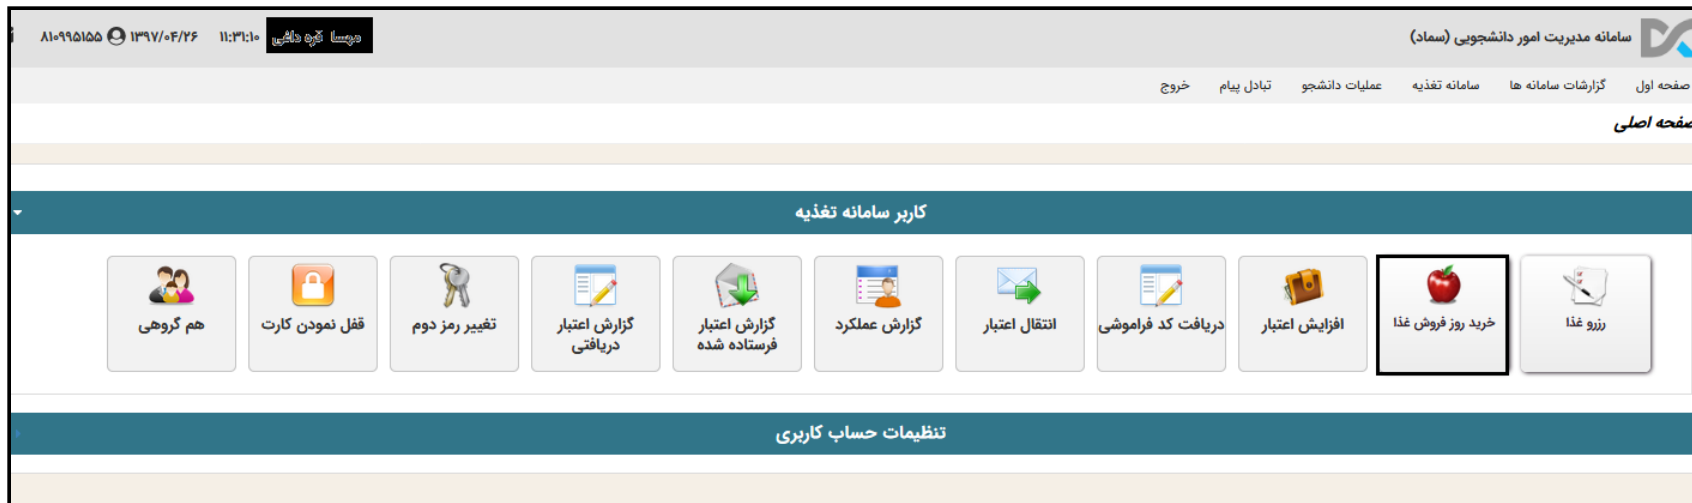 سامانه مدیریت امور دانشجویی (سماد)
مهسا قره داغی ۱۱:۳۱:۱۰ ۱۳۹۷/۰۴/۲۶ ۸۱۰۹۹۵۱۵۵
صفحه اول گزارشات سامانه ها سامانه تغذیه عملیات دانشجو تبادل پیام خروج
صفحه اصلی
کاربر سامانه تغذیه
رزرو غذا
خرید روز فروش غذا
افزایش اعتبار
دریافت کد فراموشی
انتقال اعتبار
گزارش عملکرد
گزارش اعتبار
فرستاده شده
گزارش اعتبار
دریافتی
تغییر رمز دوم
قفل نمودن کارت
هم گروهی
تنظیمات حساب کاربری